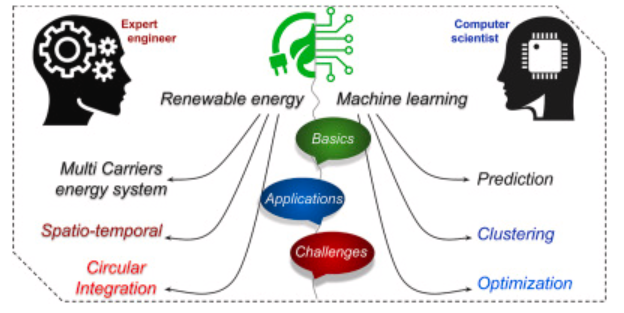 Expert
engineer
Computer
scientist
Renewable energy
Machine learning
Basics
Multi Carriers
energy system
Prediction
Applications
Spatio-temporal
Clustering
Challenges
Circular
Integration
Optimization